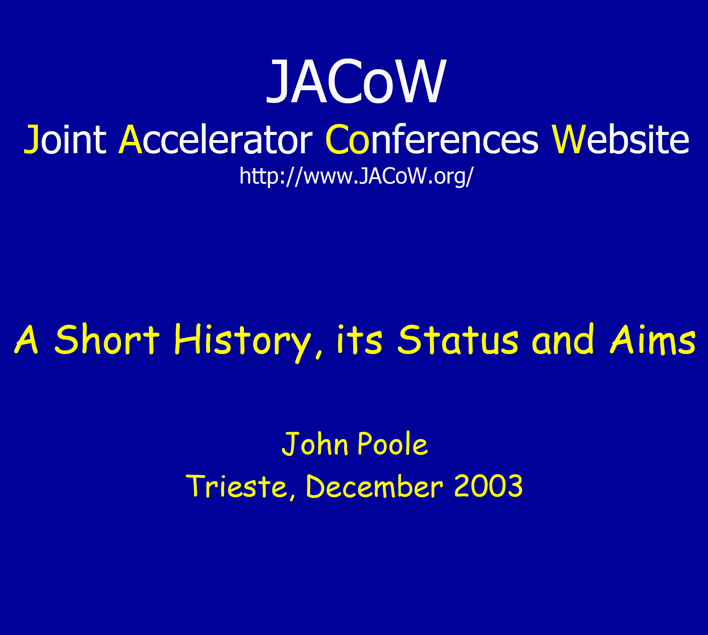 JACoW
Joint Accelerator Conferences Website
http://www.JACoW.org/
A Short History, its Status and Aims
John Poole
Trieste, December 2003